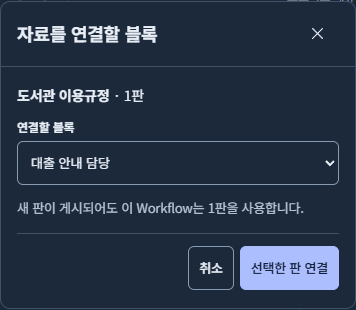 자료를 연결할 블록
도서관 이용규정 · 1판
연결할 블록
대출 안내 담당
새 판이 게시되어도 이 Workflow는 1판을 사용합니다.
취소
선택한 판 연결